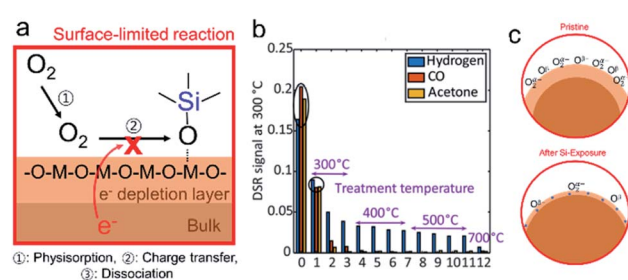 a
Surface-limited reaction
O₂
①
O₂
②
X
Si
O
-O-M-O-M-O-M-O-M-O-
e⁻ depletion layer
e⁻
Bulk
①: Physisorption, ②: Charge transfer,
③: Dissociation
b
DSR signal at 300 °C
0.25
0.2
0.15
0.1
0.05
0
Hydrogen
CO
Acetone
300°C
Treatment temperature
400°C
500°C
700°C
0 1 2 3 4 5 6 7 8 9 10 11 12
c
Pristine
After Si-Exposure